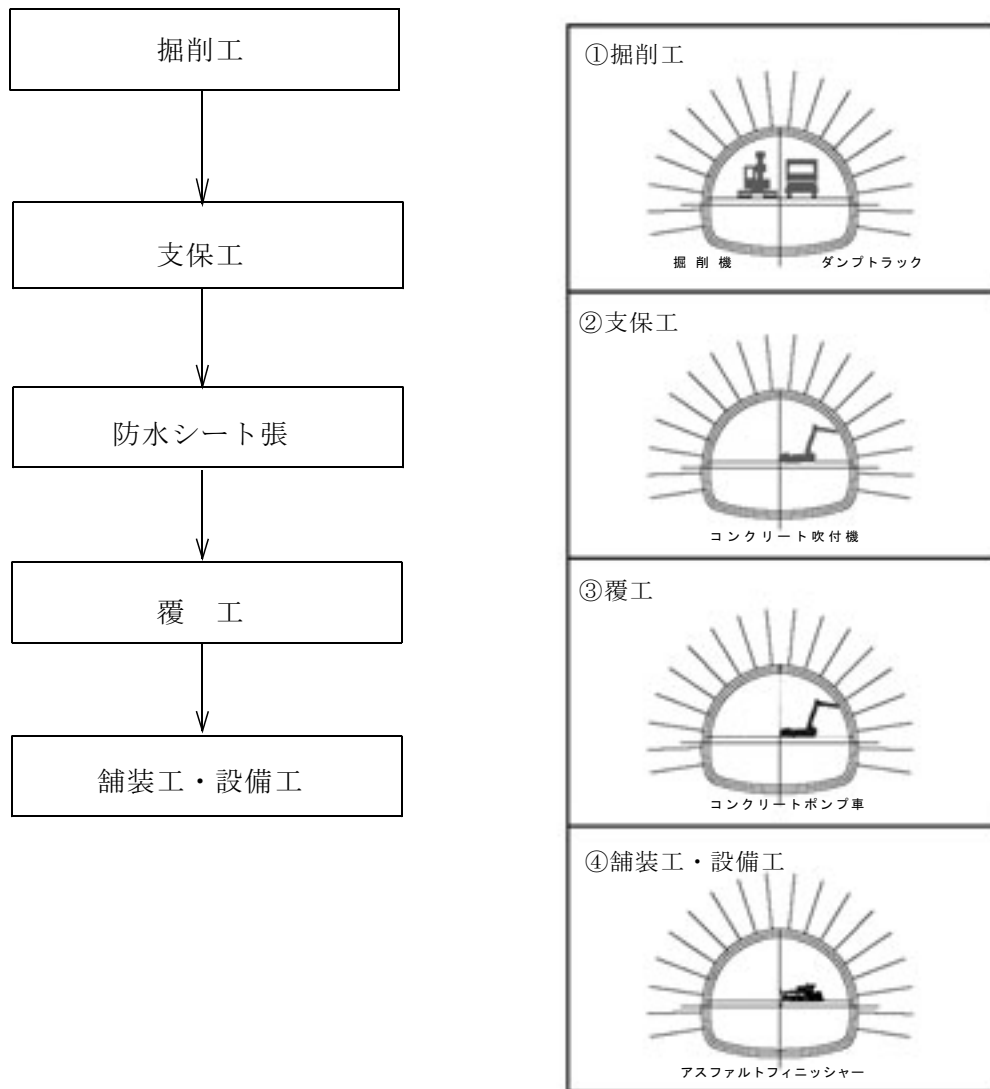 掘削工
支保工
防水シート張
覆　工
舗装工・設備工
①掘削工
掘 削 機　ダンプトラック
②支保工
コンクリート吹付機
③覆工
コンクリートポンプ車
④舗装工・設備工
アスファルトフィニッシャー